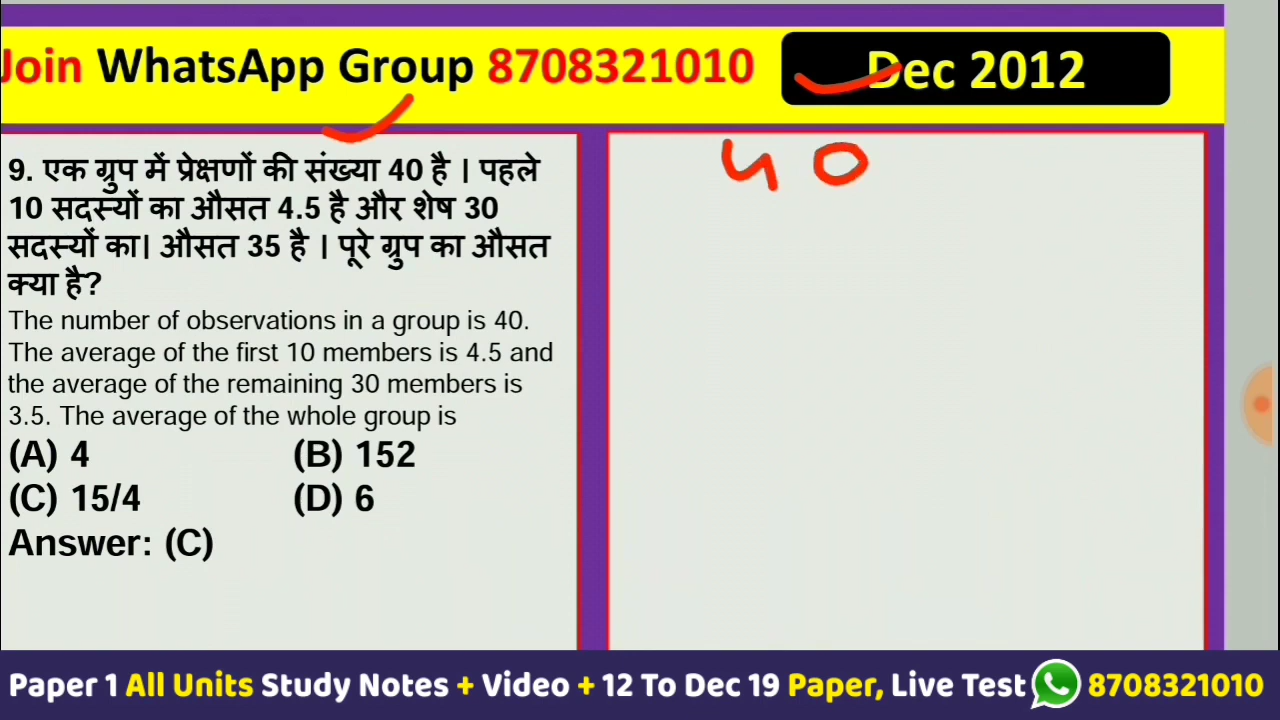 Join WhatsApp Group 8708321010
Dec 2012
40
9. एक ग्रुप में प्रेक्षणों की संख्या 40 है । पहले
10 सदस्यों का औसत 4.5 है और शेष 30
सदस्यों का। औसत 35 है । पूरे ग्रुप का औसत
क्या है?
The number of observations in a group is 40.
The average of the first 10 members is 4.5 and
the average of the remaining 30 members is
3.5. The average of the whole group is
(A) 4 (B) 152
(C) 15/4 (D) 6
Answer: (C)
Paper 1 All Units Study Notes + Video + 12 To Dec 19 Paper, Live Test 8708321010